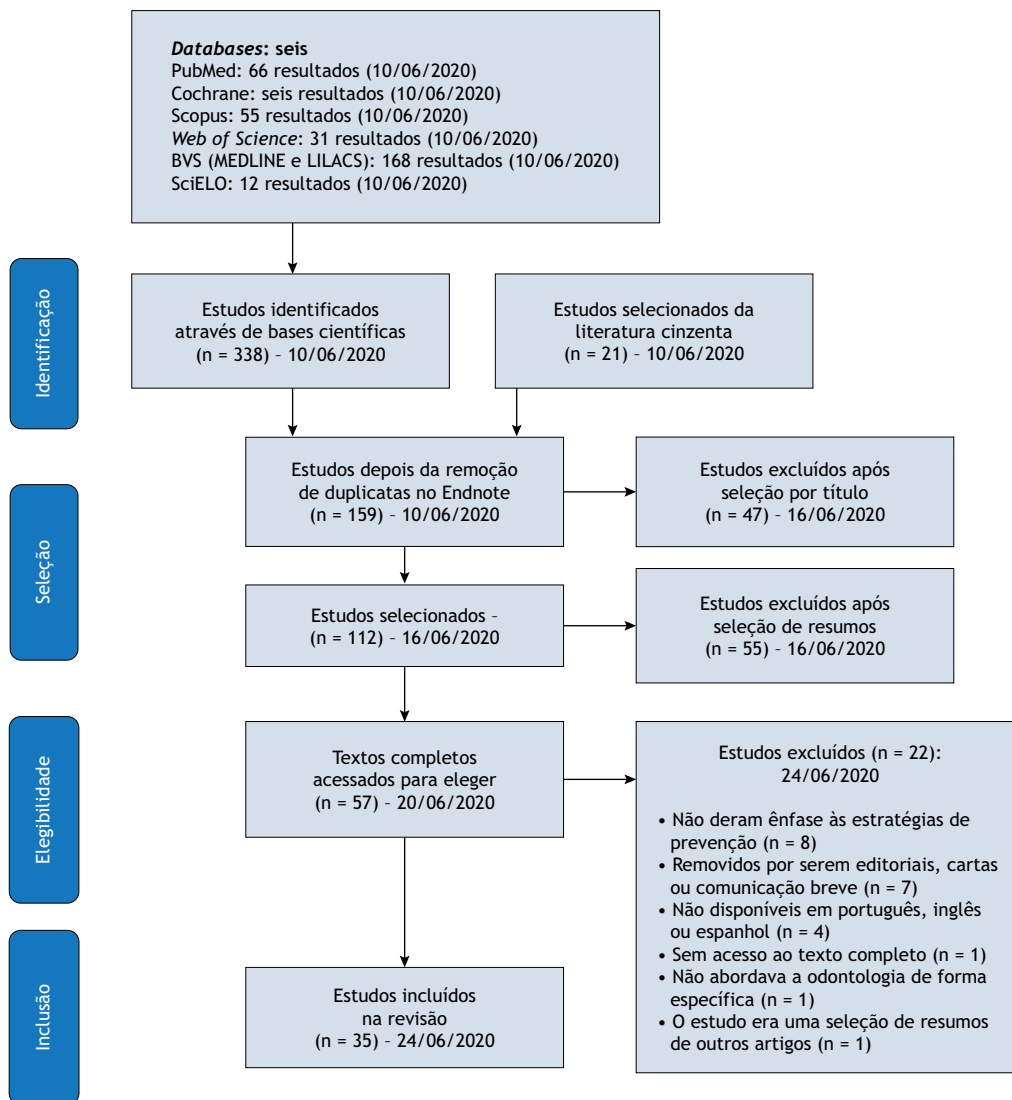 Databases: seis
PubMed: 66 resultados (10/06/2020)
Cochrane: seis resultados (10/06/2020)
Scopus: 55 resultados (10/06/2020)
Web of Science: 31 resultados (10/06/2020)
BVS (MEDLINE e LILACS): 168 resultados (10/06/2020)
SciELO: 12 resultados (10/06/2020)
Identificação
Estudos identificados
através de bases científicas
(n = 338) – 10/06/2020
Estudos selecionados da
literatura cinzenta
(n = 21) – 10/06/2020
Seleção
Estudos depois da remoção
de duplicatas no Endnote
(n = 159) – 10/06/2020
Estudos excluídos após
seleção por título
(n = 47) – 16/06/2020
Estudos selecionados –
(n = 112) – 16/06/2020
Estudos excluídos após
seleção de resumos
(n = 55) – 16/06/2020
Elegibilidade
Textos completos
acessados para eleger
(n = 57) – 20/06/2020
Estudos excluídos (n = 22):
24/06/2020
• Não deram ênfase às estratégias de
prevenção (n = 8)
• Removidos por serem editoriais, cartas
ou comunicação breve (n = 7)
• Não disponíveis em português, inglês
ou espanhol (n = 4)
• Sem acesso ao texto completo (n = 1)
• Não abordava a odontologia de forma
específica (n = 1)
• O estudo era uma seleção de resumos
de outros artigos (n = 1)
Inclusão
Estudos incluídos
na revisão
(n = 35) – 24/06/2020